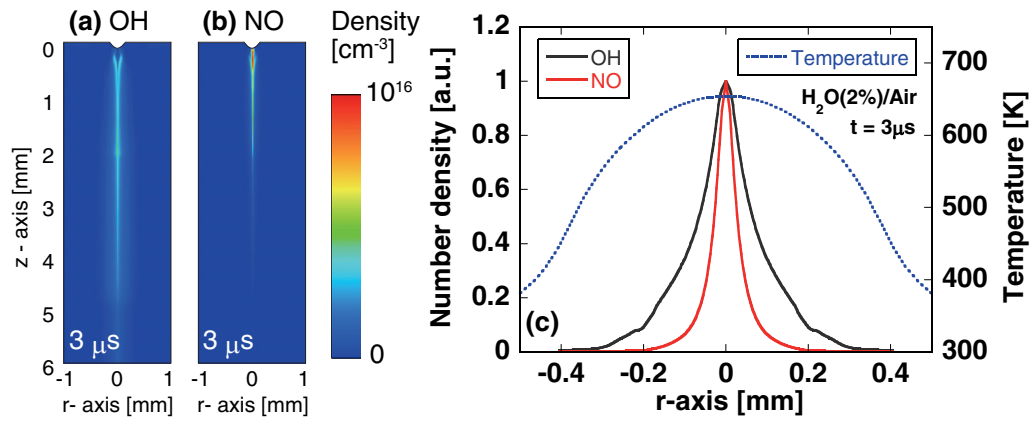 (a) OH
(b) NO
Density
[cm-3]
0
1
2
3
4
5
6
z - axis [mm]
3 μs
3 μs
-1 0 1
-1 0 1
r- axis [mm]
r- axis [mm]
10^16
0
1.2
1
0.8
0.6
0.4
0.2
0
Number density [a.u.]
OH
NO
Temperature
H2O(2%)/Air
t = 3μs
(c)
700
600
500
400
300
Temperature [K]
-0.4 -0.2 0 0.2 0.4
r-axis [mm]